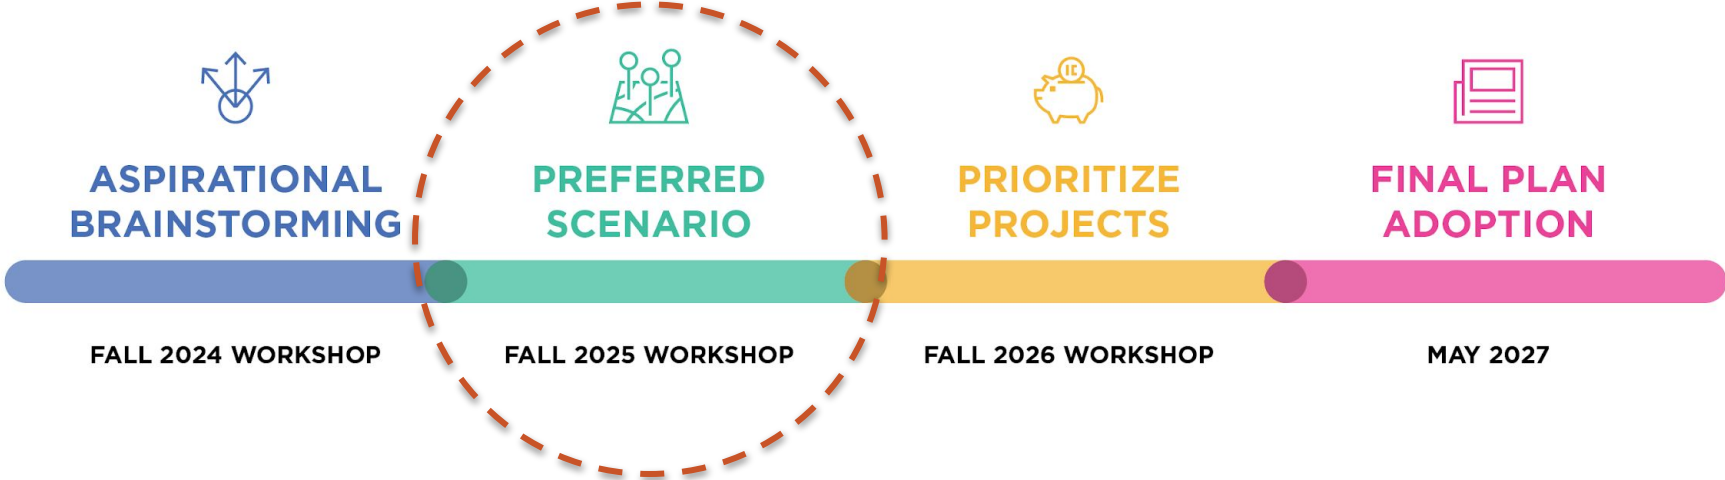 ASPIRATIONAL
BRAINSTORMING
FALL 2024 WORKSHOP
PREFERRED
SCENARIO
FALL 2025 WORKSHOP
PRIORITIZE
PROJECTS
FALL 2026 WORKSHOP
FINAL PLAN
ADOPTION
MAY 2027